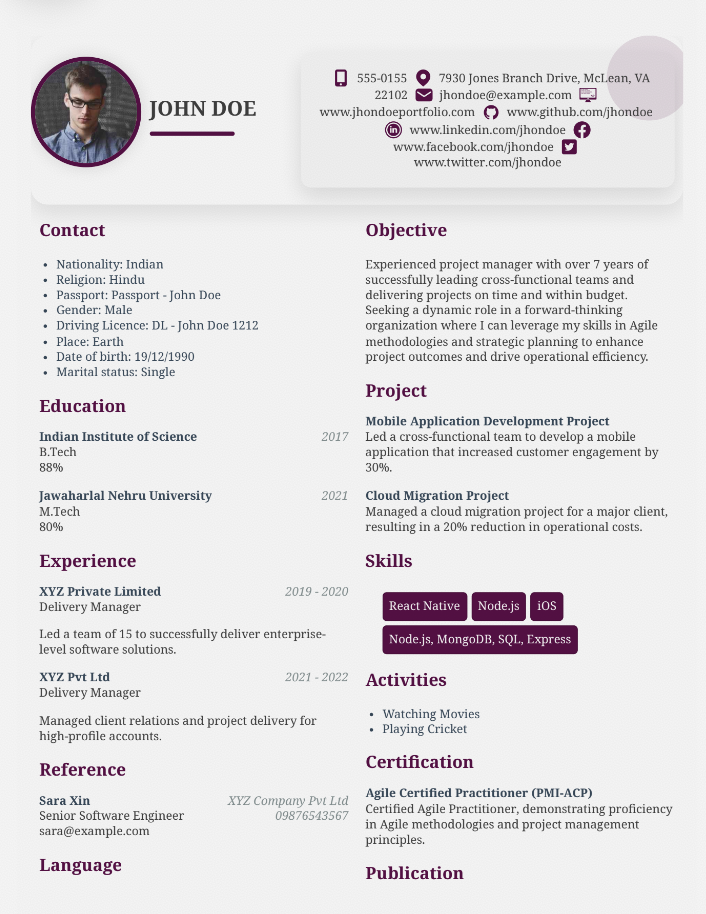 JOHN DOE
555-0155 7930 Jones Branch Drive, McLean, VA
22102 jhondoe@example.com
www.jhondoeportfolio.com www.github.com/jhondoe
www.linkedin.com/jhondoe
www.facebook.com/jhondoe
www.twitter.com/jhondoe
Contact
• Nationality: Indian
• Religion: Hindu
• Passport: Passport - John Doe
• Gender: Male
• Driving Licence: DL - John Doe 1212
• Place: Earth
• Date of birth: 19/12/1990
• Marital status: Single
Education
Indian Institute of Science 2017
B.Tech
88%
Jawaharlal Nehru University 2021
M.Tech
80%
Experience
XYZ Private Limited 2019 - 2020
Delivery Manager
Led a team of 15 to successfully deliver enterprise-
level software solutions.
XYZ Pvt Ltd 2021 - 2022
Delivery Manager
Managed client relations and project delivery for
high-profile accounts.
Reference
Sara Xin XYZ Company Pvt Ltd
Senior Software Engineer 09876543567
sara@example.com
Language
Objective
Experienced project manager with over 7 years of
successfully leading cross-functional teams and
delivering projects on time and within budget.
Seeking a dynamic role in a forward-thinking
organization where I can leverage my skills in Agile
methodologies and strategic planning to enhance
project outcomes and drive operational efficiency.
Project
Mobile Application Development Project
Led a cross-functional team to develop a mobile
application that increased customer engagement by
30%.
Cloud Migration Project
Managed a cloud migration project for a major client,
resulting in a 20% reduction in operational costs.
Skills
React Native Node.js iOS
Node.js, MongoDB, SQL, Express
Activities
• Watching Movies
• Playing Cricket
Certification
Agile Certified Practitioner (PMI-ACP)
Certified Agile Practitioner, demonstrating proficiency
in Agile methodologies and project management
principles.
Publication